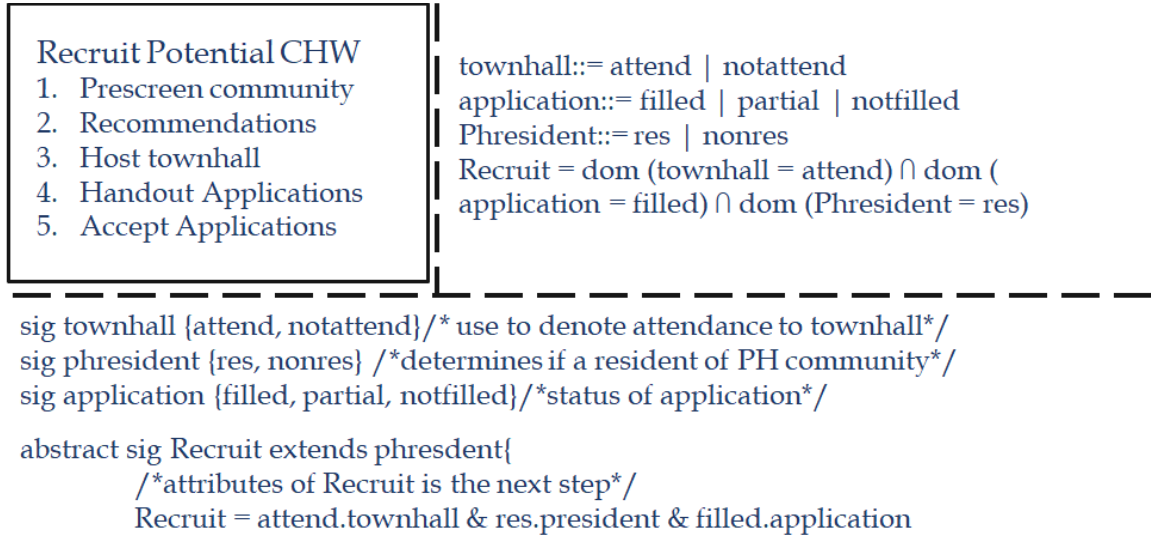 Recruit Potential CHW
1. Prescreen community
2. Recommendations
3. Host townhall
4. Handout Applications
5. Accept Applications
townhall::= attend | notattend
application::= filled | partial | notfilled
Phresident::= res | nonres
Recruit = dom (townhall = attend) ∩ dom (
application = filled) ∩ dom (Phresident = res)
sig townhall {attend, notattend}/* use to denote attendance to townhall*/
sig phresident {res, nonres} /*determines if a resident of PH community*/
sig application {filled, partial, notfilled}/*status of application*/
abstract sig Recruit extends phresdent{
/*attributes of Recruit is the next step*/
Recruit = attend.townhall & res.president & filled.application